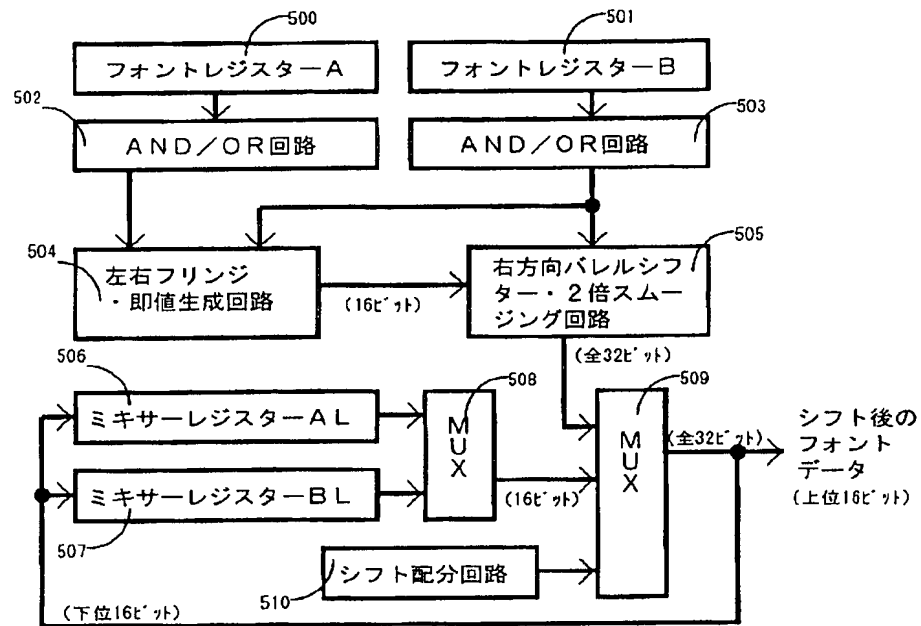 500
501
フォントレジスターA
フォントレジスターB
502
503
AND/OR回路
AND/OR回路
504
505
左右フリンジ
・即値生成回路
(16ビット)
右方向バレルシフ
ター・2倍スムー
ジング回路
(全32ビット)
506
508
509
ミキサーレジスターAL
MUX
MUX
(全32ビット)
シフト後の
フォント
データ
(上位16ビット)
ミキサーレジスターBL
(16ビット)
507
シフト配分回路
510
(下位16ビット)